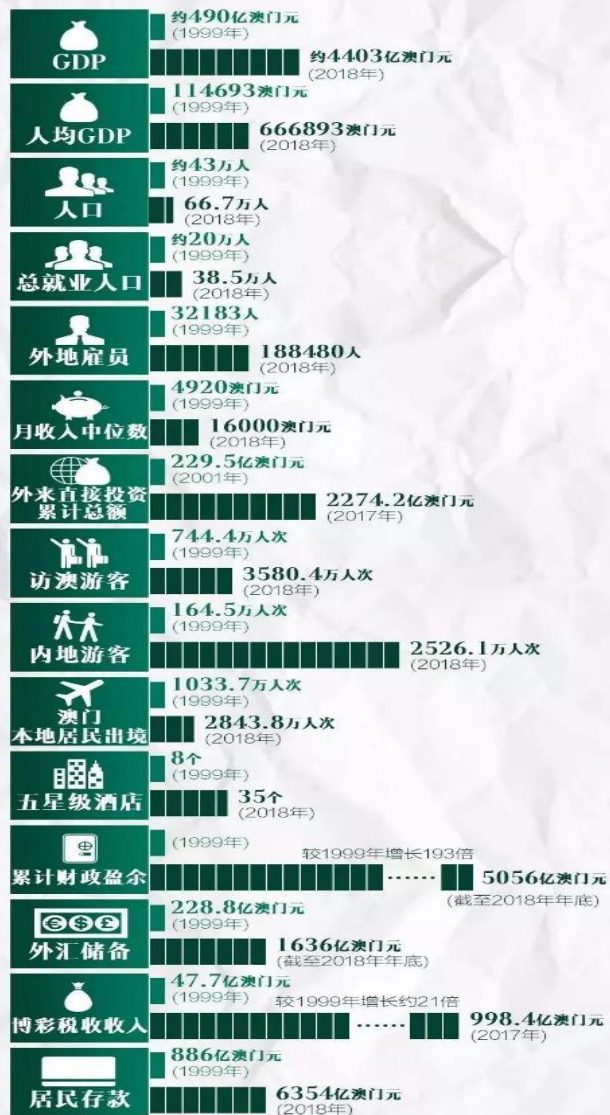 GDP
约490亿澳门元
(1999年)
约4403亿澳门元
(2018年)
人均GDP
114693澳门元
(1999年)
666893澳门元
(2018年)
人口
约43万人
(1999年)
66.7万人
(2018年)
总就业人口
约20万人
(1999年)
38.5万人
(2018年)
外地雇员
32183人
(1999年)
188480人
(2018年)
月收入中位数
4920澳门元
(1999年)
16000澳门元
(2018年)
外来直接投资
累计总额
229.5亿澳门元
(2001年)
2274.2亿澳门元
(2017年)
访澳游客
744.4万人次
(1999年)
3580.4万人次
(2018年)
内地游客
164.5万人次
(1999年)
2526.1万人次
(2018年)
澳门
本地居民出境
1033.7万人次
(1999年)
2843.8万人次
(2018年)
五星级酒店
8个
(1999年)
35个
(2018年)
累计财政盈余
(1999年)
较1999年增长193倍
······
5056亿澳门元
(截至2018年年底)
€$£
外汇储备
228.8亿澳门元
(1999年)
1636亿澳门元
(截至2018年年底)
博彩税收收入
47.7亿澳门元
(1999年)
较1999年增长约21倍
······
998.4亿澳门元
(2017年)
居民存款
886亿澳门元
(1999年)
6354亿澳门元
(2018年)